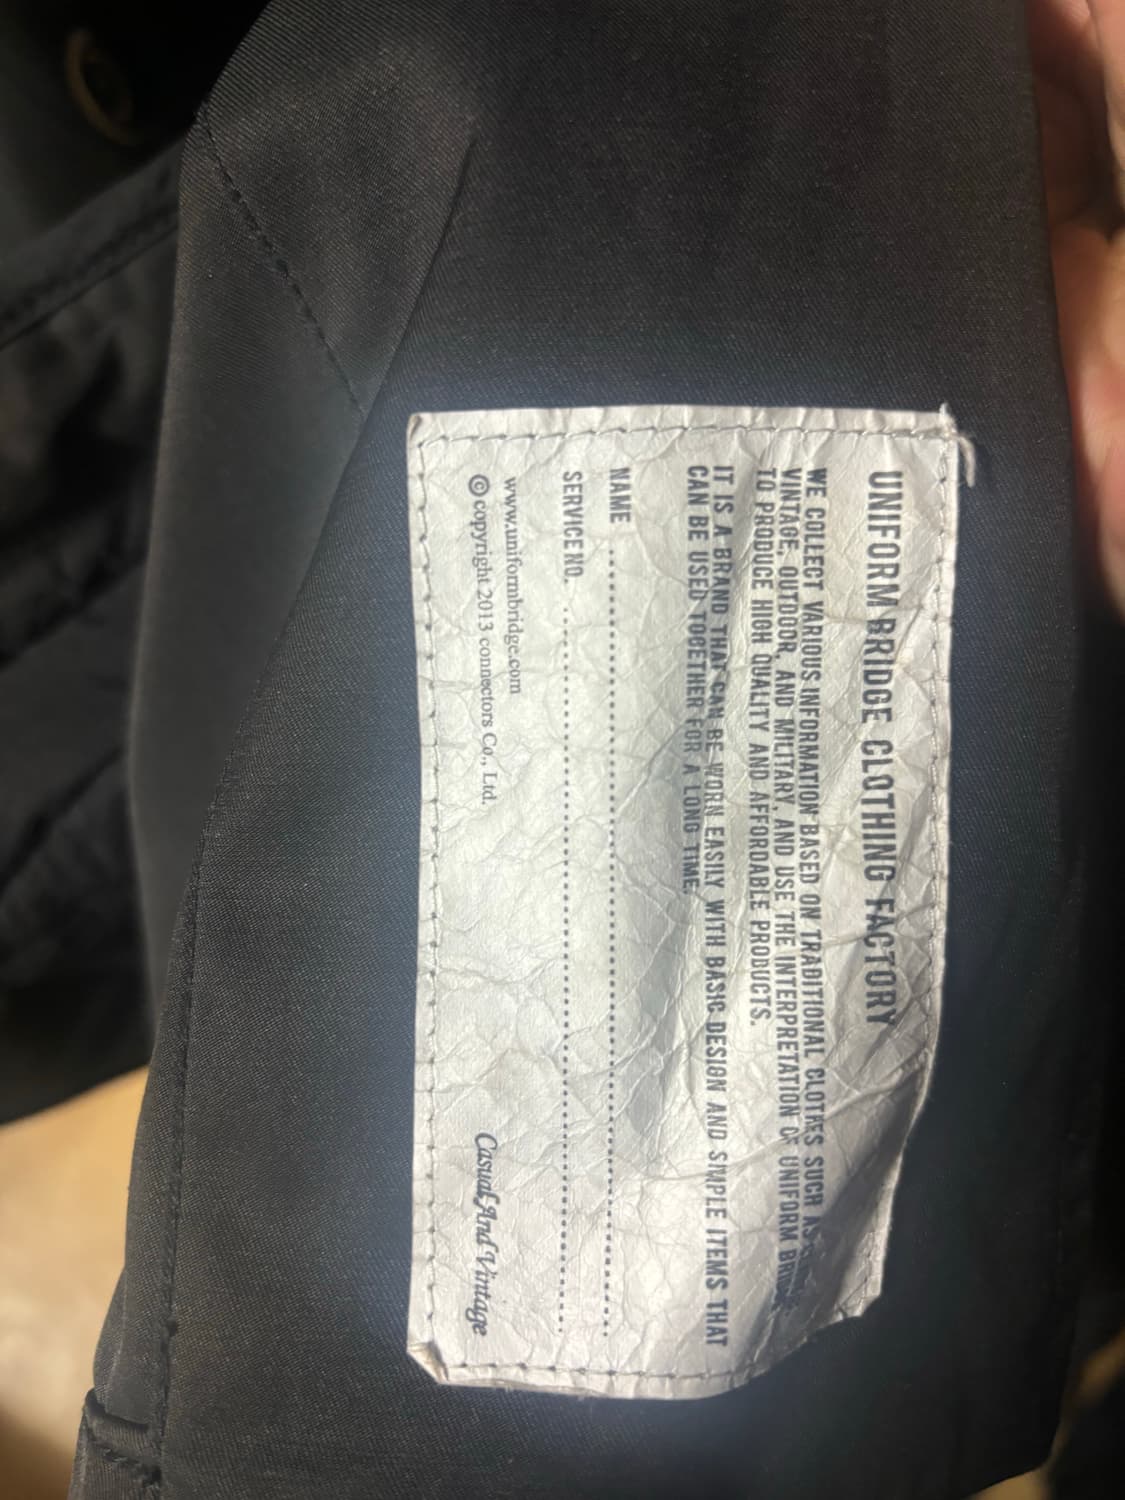 UNIFORM BRIDGE CLOTHING FACTORY
WE COLLECT VARIOUS INFORMATION BASED ON TRADITIONAL CLOTHES SUCH AS
VINTAGE, OUTDOOR, AND MILITARY, AND USE THE INTERPRETATION OF UNIFORM BRIDGE
TO PRODUCE HIGH QUALITY AND AFFORDABLE PRODUCTS.
IT IS A BRAND THAT CAN BE WORN EASILY WITH BASIC DESIGN AND SIMPLE ITEMS THAT
CAN BE USED TOGETHER FOR A LONG TIME.
NAME
SERVICE NO.
www.uniformbridge.com
© copyright 2013 connectors Co., Ltd.
Casual And Vintage